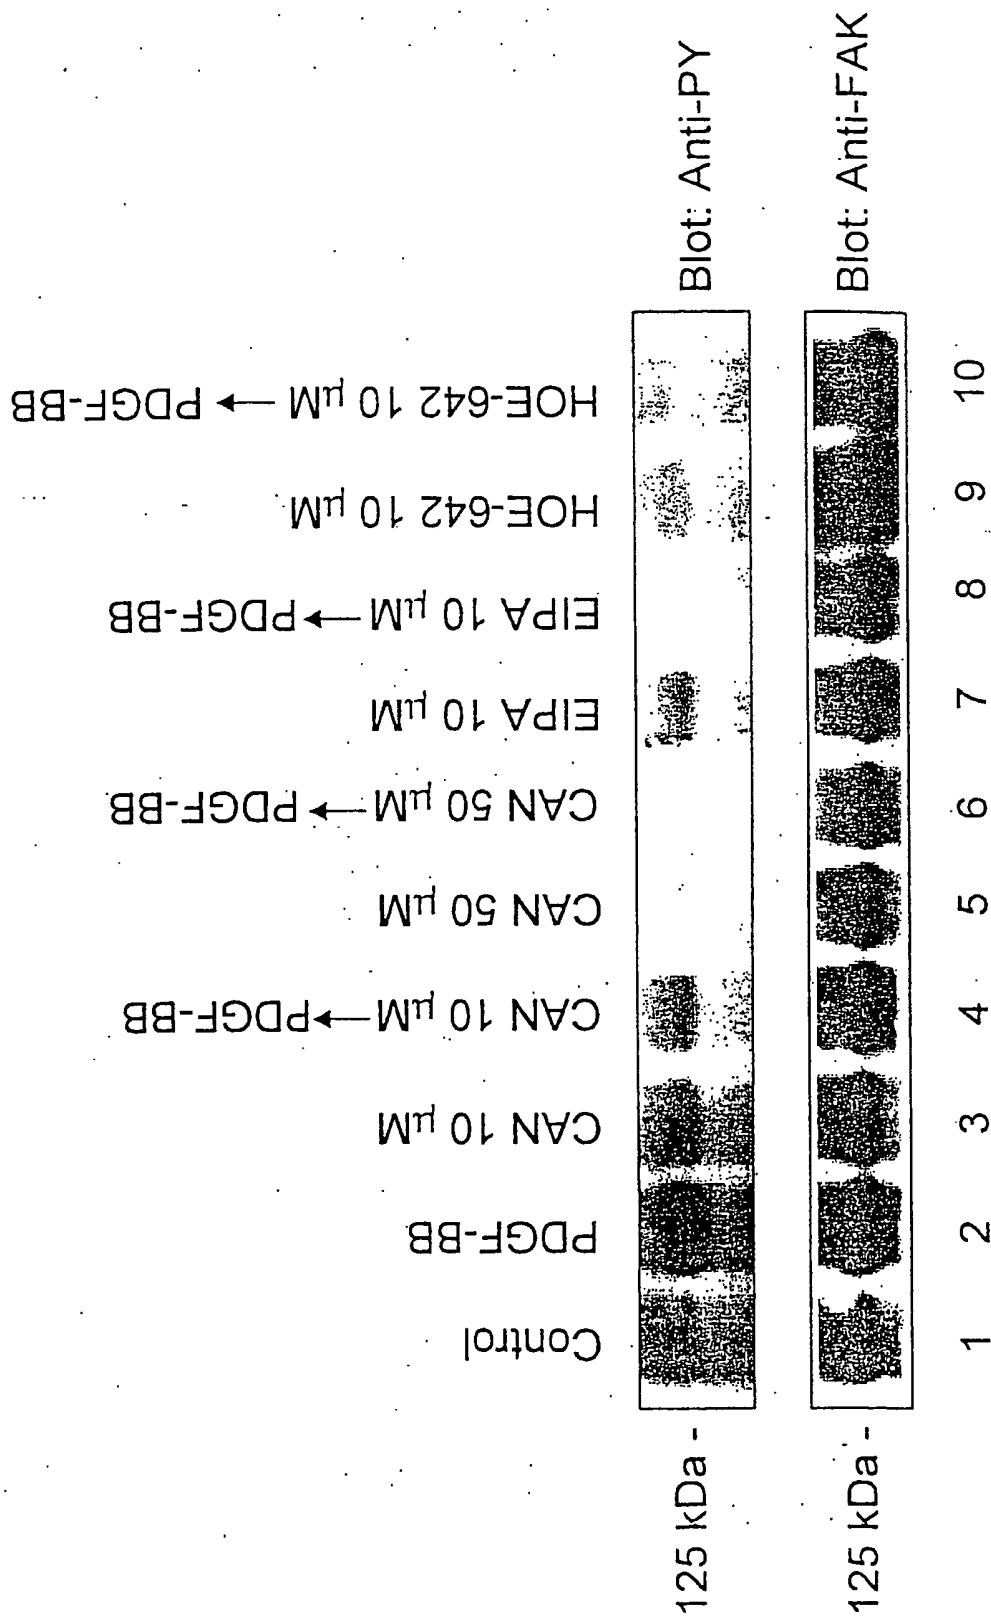 Control
PDGF-BB
CAN 10 µM
CAN 10 µM → PDGF-BB
CAN 50 µM
CAN 50 µM → PDGF-BB
EIPA 10 µM
EIPA 10 µM → PDGF-BB
HOE-642 10 µM
HOE-642 10 µM → PDGF-BB
125 kDa - Blot: Anti-PY
125 kDa - Blot: Anti-FAK
1 2 3 4 5 6 7 8 9 10